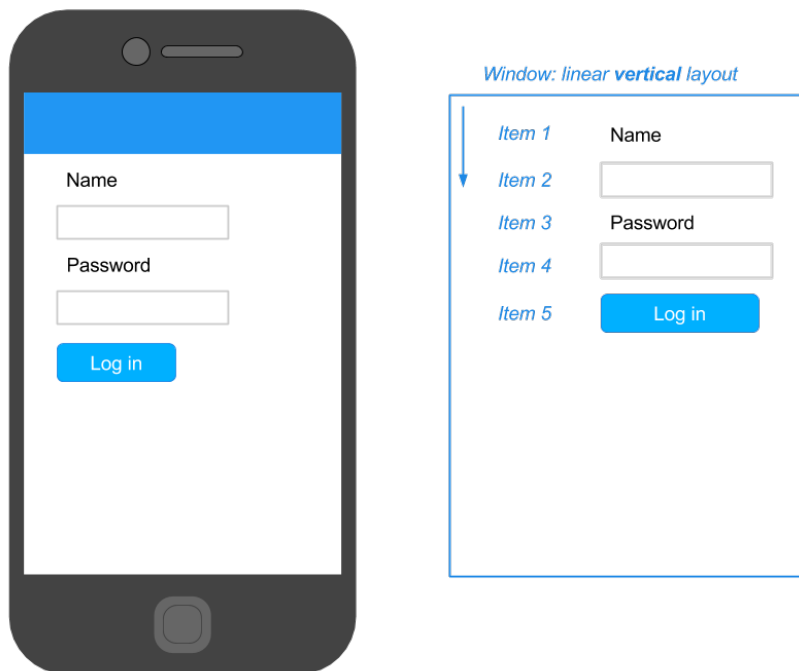 Name
Password
Log in
Window: linear vertical layout
Item 1 Name
Item 2
Item 3 Password
Item 4
Item 5 Log in